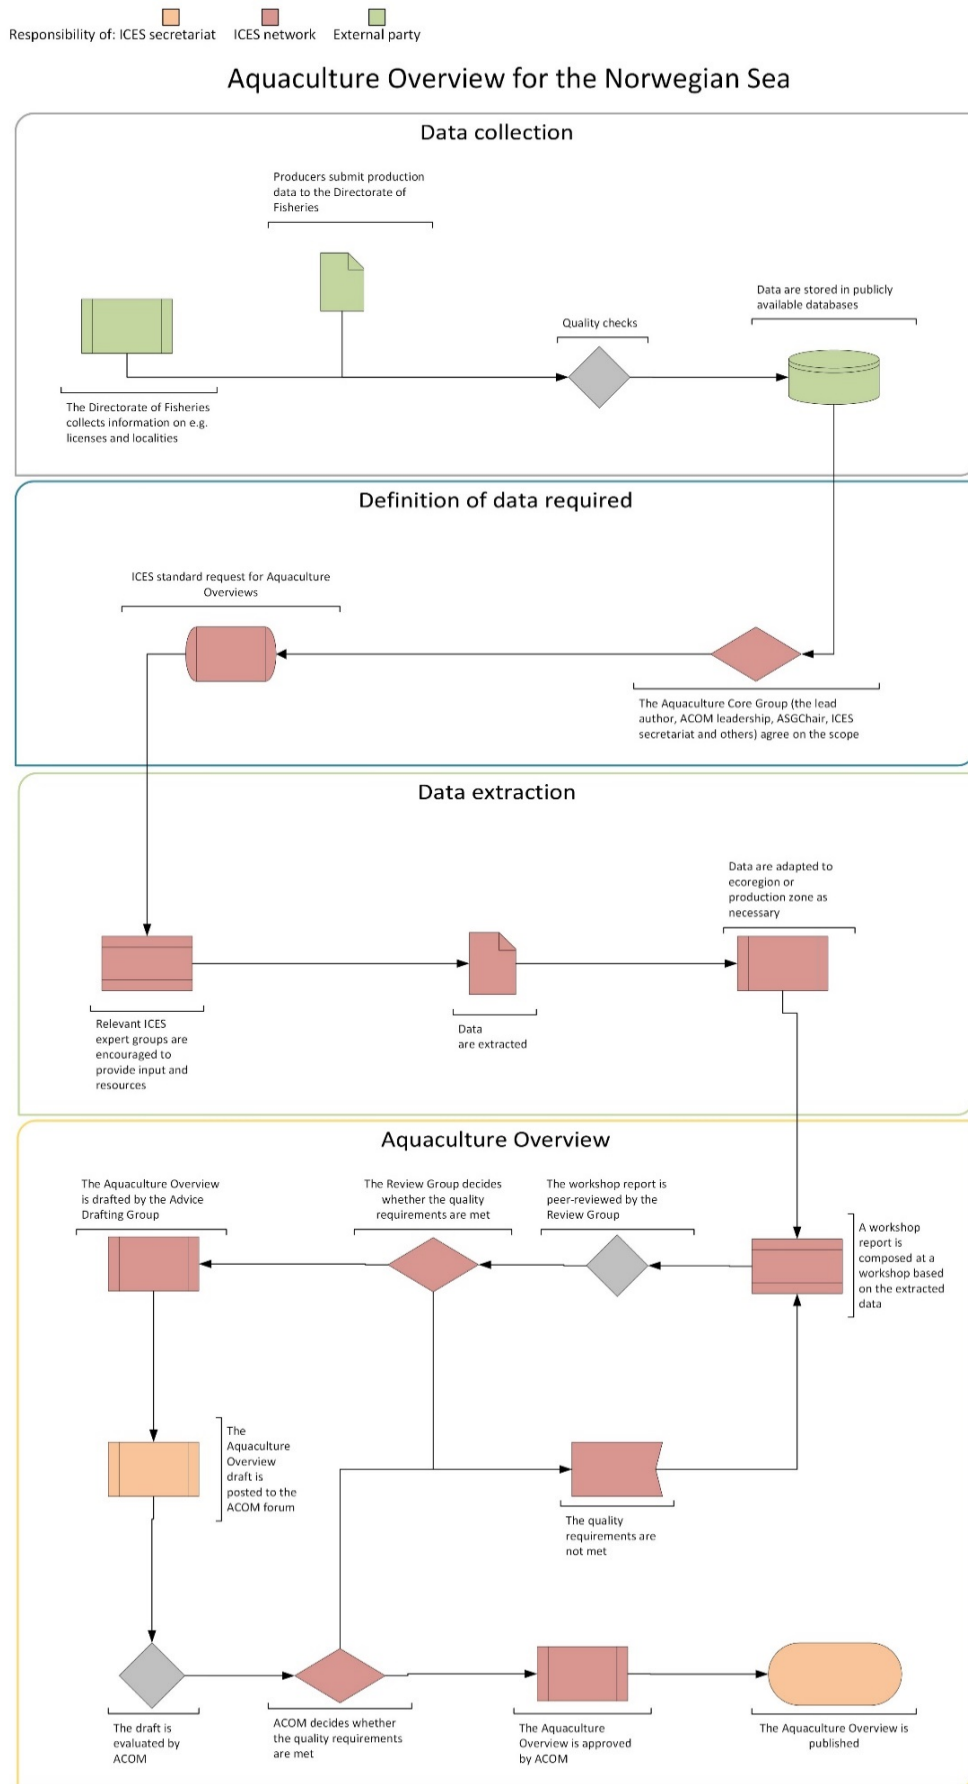 Responsibility of: ICES secretariat ICES network External party
Aquaculture Overview for the Norwegian Sea
Data collection
Producers submit production
data to the Directorate of
Fisheries
Data are stored in publicly
available databases
Quality checks
The Directorate of Fisheries
collects information on e.g.
licenses and localities
Definition of data required
ICES standard request for Aquaculture
Overviews
The Aquaculture Core Group (the lead
author, ACOM leadership, ASGChair, ICES
secretariat and others) agree on the scope
Data extraction
Data are adapted to
ecoregion or
production zone as
necessary
Relevant ICES
expert groups are
encouraged to
provide input and
resources
Data
are extracted
Aquaculture Overview
The Aquaculture Overview
is drafted by the Advice
Drafting Group
The Review Group decides
whether the quality
requirements are met
The workshop report is
peer-reviewed by the
Review Group
A workshop
report is
composed at a
workshop based
on the extracted
data
The
Aquaculture
Overview
draft is
posted to the
ACOM forum
The quality
requirements are
not met
The draft is
evaluated by
ACOM
ACOM decides whether
the quality requirements
are met
The Aquaculture
Overview is approved
by ACOM
The Aquaculture Overview is
published